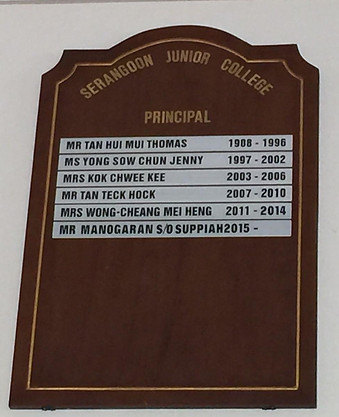 SERANGOON JUNIOR COLLEGE
PRINCIPAL
MR TAN HUI MUI THOMAS 1988 - 1996
MS YONG SOW CHUN JENNY 1997 - 2002
MRS KOK CHWEE KEE 2003 - 2006
MR TAN TECK HOCK 2007 - 2010
MRS WONG-CHEANG MEI HENG 2011 - 2014
MR MANOGARAN S/O SUPPIAH 2015 -